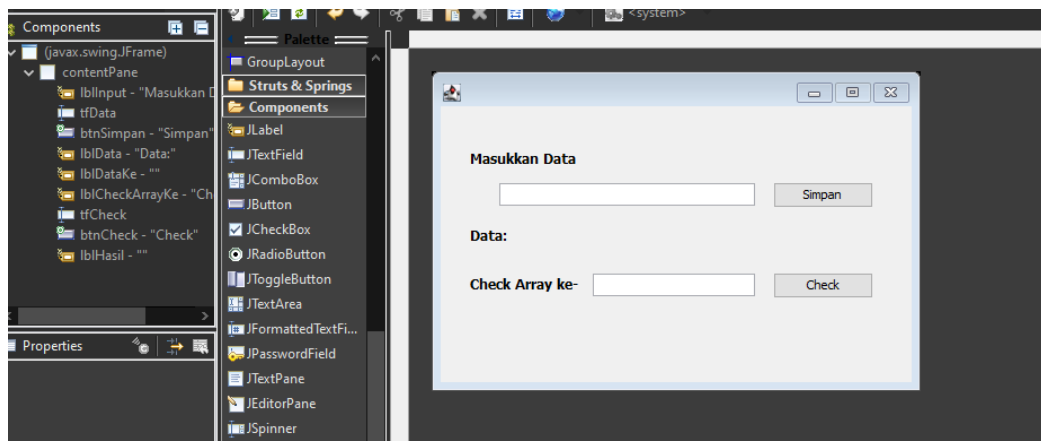 <system>
Components
(javax.swing.JFrame)
contentPane
lblInput - "Masukkan D
tfData
btnSimpan - "Simpan"
lblData - "Data:"
lblDataKe - ""
lblCheckArrayKe - "Ch
tfCheck
btnCheck - "Check"
lblHasil - ""
Properties
Palette
GroupLayout
Struts & Springs
Components
JLabel
JTextField
JComboBox
JButton
JCheckBox
JRadioButton
JToggleButton
JTextArea
JFormattedTextFi...
JPasswordField
JTextPane
JEditorPane
JSpinner
Masukkan Data
Simpan
Data:
Check Array ke-
Check